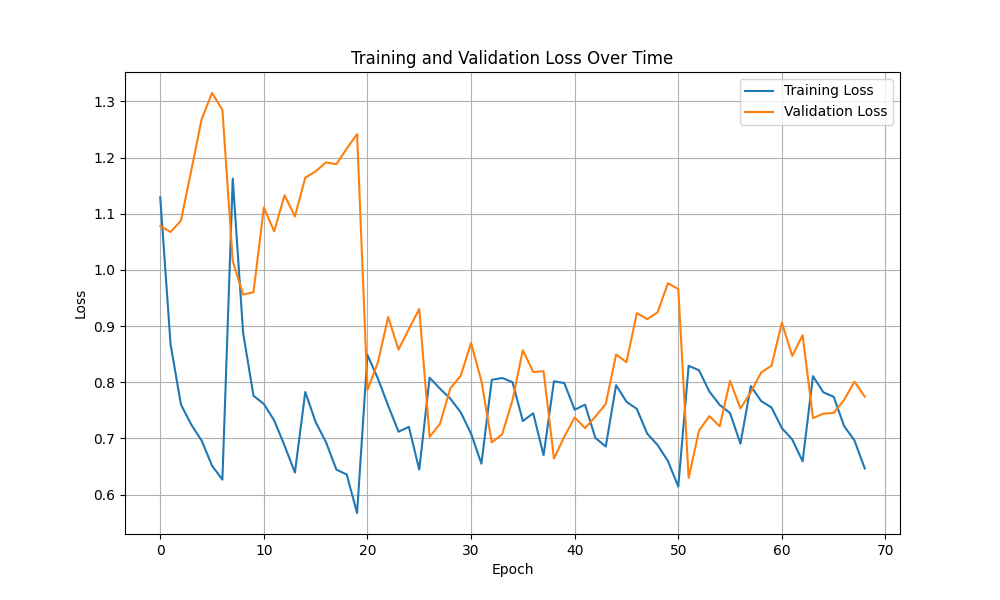 Training and Validation Loss Over Time
Training Loss
Validation Loss
Loss
1.3
1.2
1.1
1.0
0.9
0.8
0.7
0.6
0 10 20 30 40 50 60 70
Epoch